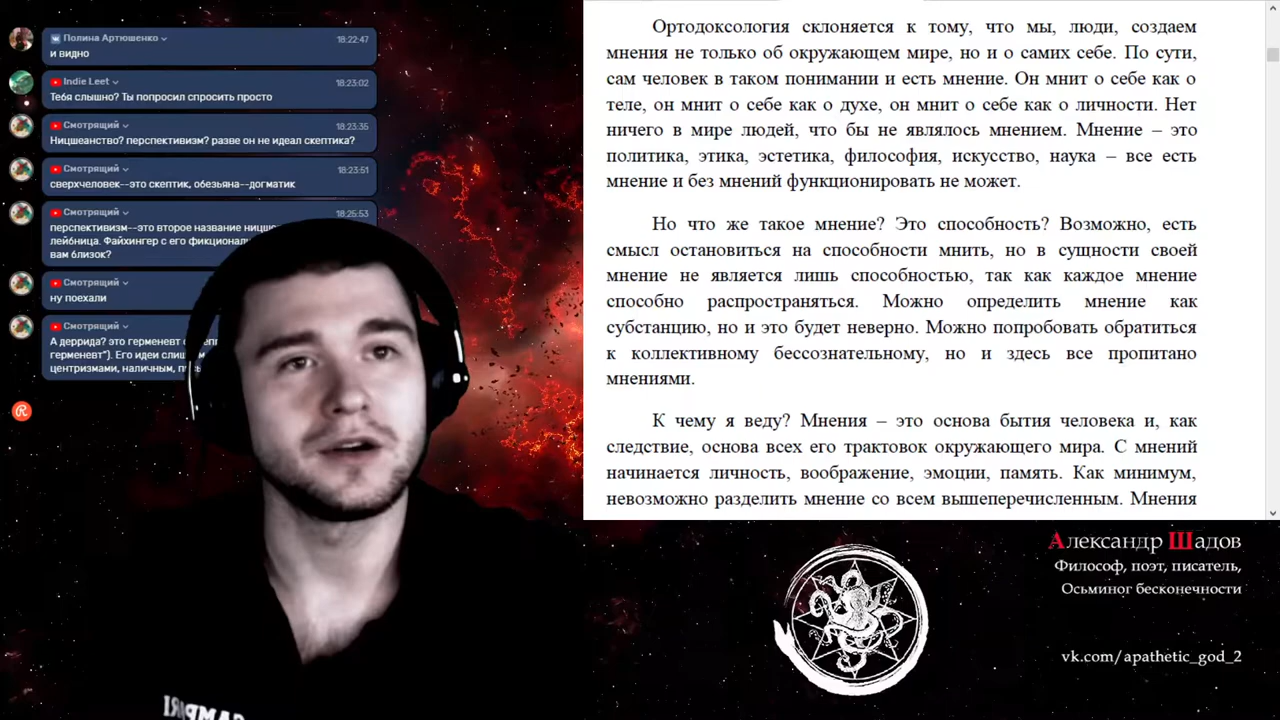 Полина Артюшенко
18:22:47
и видно
Indie Leet
18:23:02
Тебя слышно? Ты попросил спросить просто
Смотрящий
18:23:35
Ницшеанство? перспективизм? разве он не идеал скептика?
Смотрящий
18:23:51
сверхчеловек--это скептик, обезьяна--догматик
Смотрящий
18:25:53
перспективизм--это второе название
лейбница. Файхингер с его
вам близок?
Смотрящий
ну поехали
Смотрящий
А деррида? это герменевт
герменевт"). Его идеи
центризмами, наличным,
Ортодоксология склоняется к тому, что мы, люди, создаем
мнения не только об окружающем мире, но и о самих себе. По сути,
сам человек в таком понимании и есть мнение. Он мнит о себе как о
теле, он мнит о себе как о духе, он мнит о себе как о личности. Нет
ничего в мире людей, что бы не являлось мнением. Мнение – это
политика, этика, эстетика, философия, искусство, наука – все есть
мнение и без мнений функционировать не может.
Но что же такое мнение? Это способность? Возможно, есть
смысл остановиться на способности мнить, но в сущности своей
мнение не является лишь способностью, так как каждое мнение
способно распространяться. Можно определить мнение как
субстанцию, но и это будет неверно. Можно попробовать обратиться
к коллективному бессознательному, но и здесь все пропитано
мнениями.
К чему я веду? Мнения – это основа бытия человека и, как
следствие, основа всех его трактовок окружающего мира. С мнений
начинается личность, воображение, эмоции, память. Как минимум,
невозможно разделить мнение со всем вышеперечисленным. Мнения
Александр Шадов
Философ, поэт, писатель,
Осьминог бесконечности
vk.com/apathetic_god_2